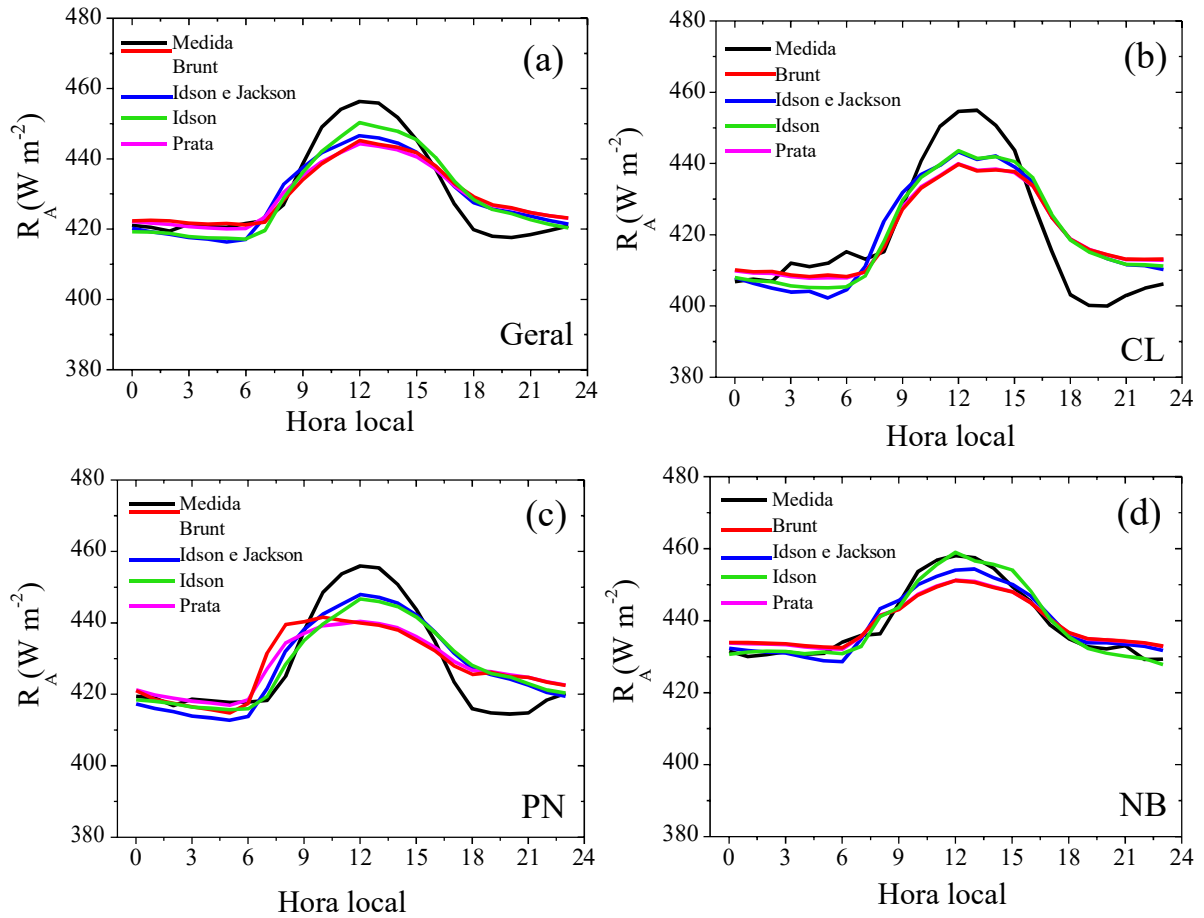 480
460
440
420
400
380
R_A (W m⁻²)
Medida
Brunt
Idson e Jackson
Idson
Prata
(a)
Geral
0 3 6 9 12 15 18 21 24
Hora local
480
460
440
420
400
380
R_A (W m⁻²)
Medida
Brunt
Idson e Jackson
Idson
Prata
(b)
CL
0 3 6 9 12 15 18 21 24
Hora local
480
460
440
420
400
380
R_A (W m⁻²)
Medida
Brunt
Idson e Jackson
Idson
Prata
(c)
PN
0 3 6 9 12 15 18 21 24
Hora local
480
460
440
420
400
380
R_A (W m⁻²)
Medida
Brunt
Idson e Jackson
Idson
Prata
(d)
NB
0 3 6 9 12 15 18 21 24
Hora local